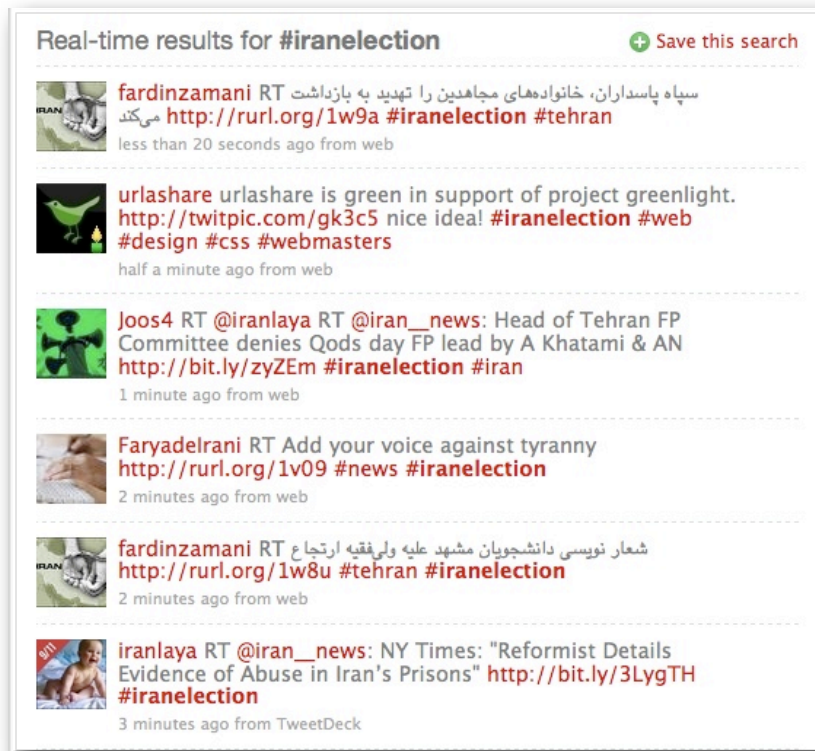 Real-time results for #iranelection
Save this search
fardinzamani RT سپاه پاسداران، خانواده‌های مجاهدین را تهدید به بازداشت
می‌کند http://rurl.org/1w9a #iranelection #tehran
less than 20 seconds ago from web
urlashare urlashare is green in support of project greenlight.
http://twitpic.com/gk3c5 nice idea! #iranelection #web
#design #css #webmasters
half a minute ago from web
Joos4 RT @iranlaya RT @iran__news: Head of Tehran FP
Committee denies Qods day FP lead by A Khatami & AN
http://bit.ly/zyZEm #iranelection #iran
1 minute ago from web
FaryadeIrani RT Add your voice against tyranny
http://rurl.org/1v09 #news #iranelection
2 minutes ago from web
fardinzamani RT شعار نویسی دانشجویان مشهد علیه ولی‌فقیه ارتجاع
http://rurl.org/1w8u #tehran #iranelection
2 minutes ago from web
9/11
iranlaya RT @iran__news: NY Times: "Reformist Details
Evidence of Abuse in Iran's Prisons" http://bit.ly/3LygTH
#iranelection
3 minutes ago from TweetDeck